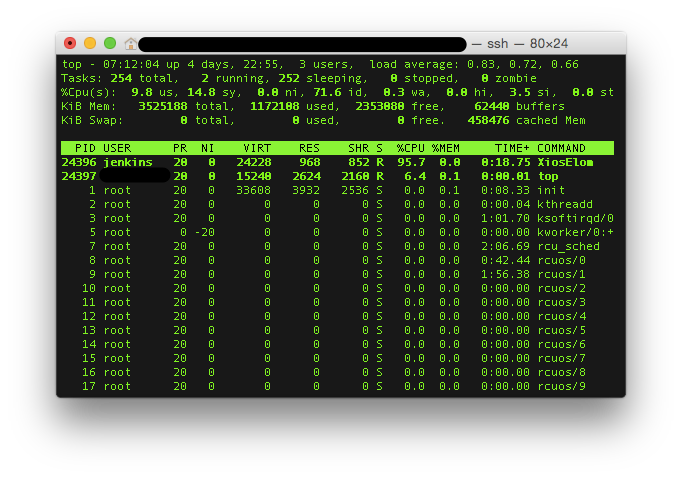 — ssh — 80×24
top - 07:12:04 up 4 days, 22:55,  3 users,  load average: 0.83, 0.72, 0.66
Tasks: 254 total,   2 running, 252 sleeping,   0 stopped,   0 zombie
%Cpu(s):  9.8 us, 14.8 sy,  0.0 ni, 71.6 id,  0.3 wa,  0.0 hi,  3.5 si,  0.0 st
KiB Mem:   3525188 total,  1172108 used,  2353080 free,    62440 buffers
KiB Swap:        0 total,        0 used,        0 free.   458476 cached Mem
PID USER      PR  NI    VIRT    RES    SHR S  %CPU %MEM     TIME+ COMMAND
24396 jenkins   20   0   24228    968    852 R  95.7  0.0   0:18.75 XiosElom
24397           20   0   15240   2624   2160 R   6.4  0.1   0:00.01 top
1 root      20   0   33608   3932   2536 S   0.0  0.1   0:08.33 init
2 root      20   0       0      0      0 S   0.0  0.0   0:00.04 kthreadd
3 root      20   0       0      0      0 S   0.0  0.0   1:01.70 ksoftirqd/0
5 root       0 -20       0      0      0 S   0.0  0.0   0:00.00 kworker/0:+
7 root      20   0       0      0      0 S   0.0  0.0   2:06.69 rcu_sched
8 root      20   0       0      0      0 S   0.0  0.0   0:42.44 rcuos/0
9 root      20   0       0      0      0 S   0.0  0.0   1:56.38 rcuos/1
10 root      20   0       0      0      0 S   0.0  0.0   0:00.00 rcuos/2
11 root      20   0       0      0      0 S   0.0  0.0   0:00.00 rcuos/3
12 root      20   0       0      0      0 S   0.0  0.0   0:00.00 rcuos/4
13 root      20   0       0      0      0 S   0.0  0.0   0:00.00 rcuos/5
14 root      20   0       0      0      0 S   0.0  0.0   0:00.00 rcuos/6
15 root      20   0       0      0      0 S   0.0  0.0   0:00.00 rcuos/7
16 root      20   0       0      0      0 S   0.0  0.0   0:00.00 rcuos/8
17 root      20   0       0      0      0 S   0.0  0.0   0:00.00 rcuos/9